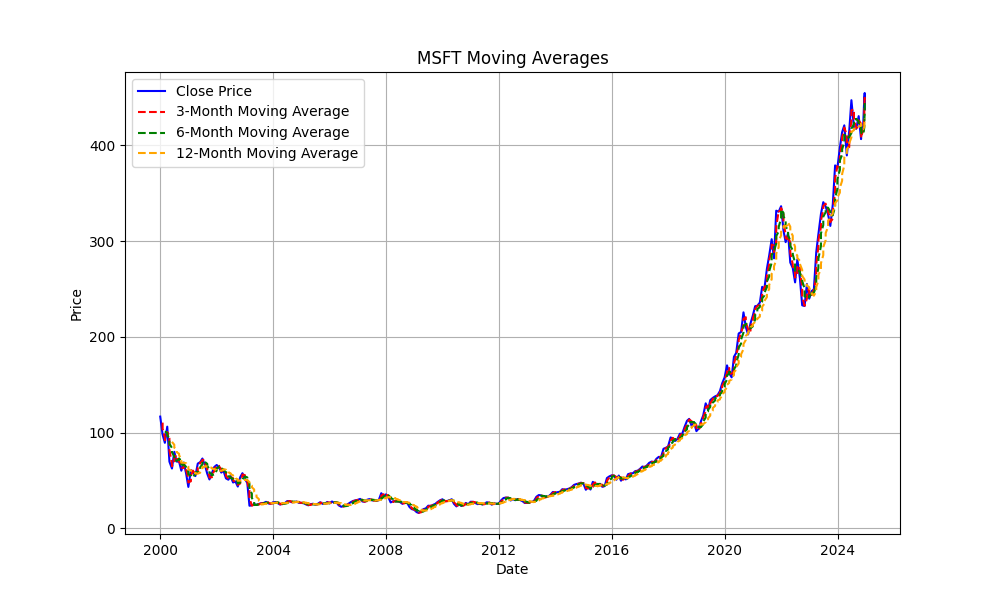 MSFT Moving Averages
Close Price
3-Month Moving Average
6-Month Moving Average
12-Month Moving Average
400
300
200
100
0
Price
2000 2004 2008 2012 2016 2020 2024
Date